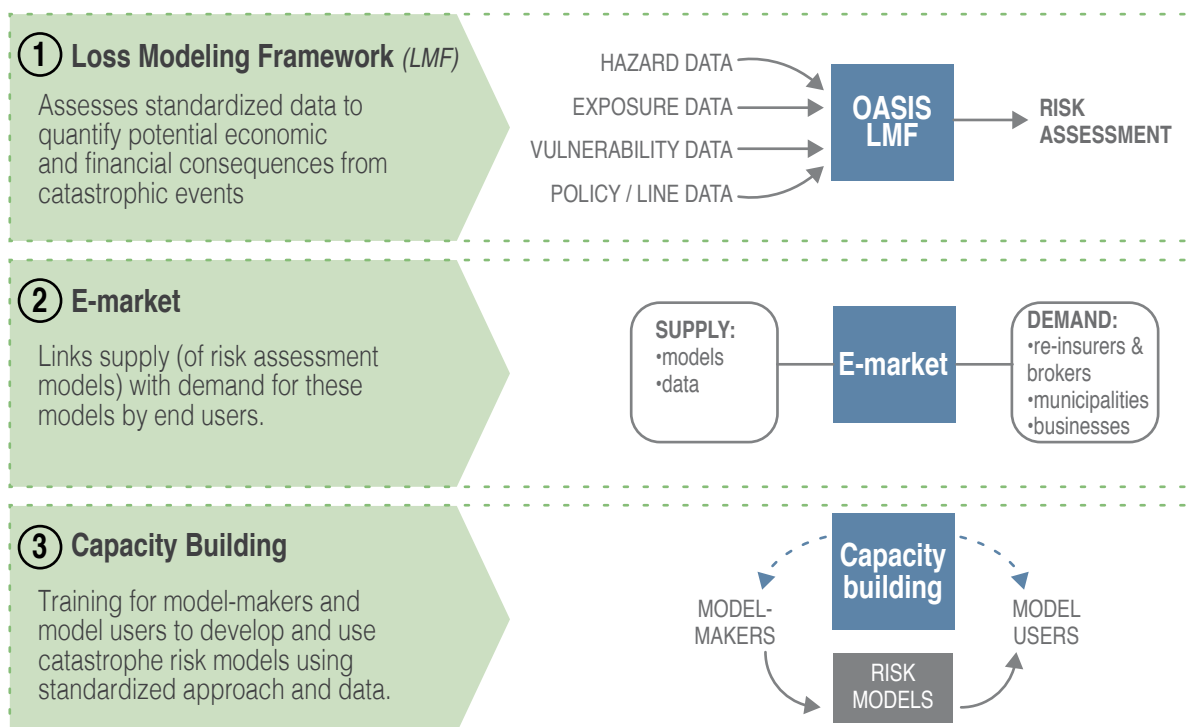 1 Loss Modeling Framework (LMF)
Assesses standardized data to
quantify potential economic
and financial consequences from
catastrophic events
HAZARD DATA
EXPOSURE DATA
VULNERABILITY DATA
POLICY / LINE DATA
OASIS
LMF
RISK
ASSESSMENT
2 E-market
Links supply (of risk assessment
models) with demand for these
models by end users.
SUPPLY:
•models
•data
E-market
DEMAND:
•re-insurers &
brokers
•municipalities
•businesses
3 Capacity Building
Training for model-makers and
model users to develop and use
catastrophe risk models using
standardized approach and data.
Capacity
building
MODEL-
MAKERS
MODEL
USERS
RISK
MODELS